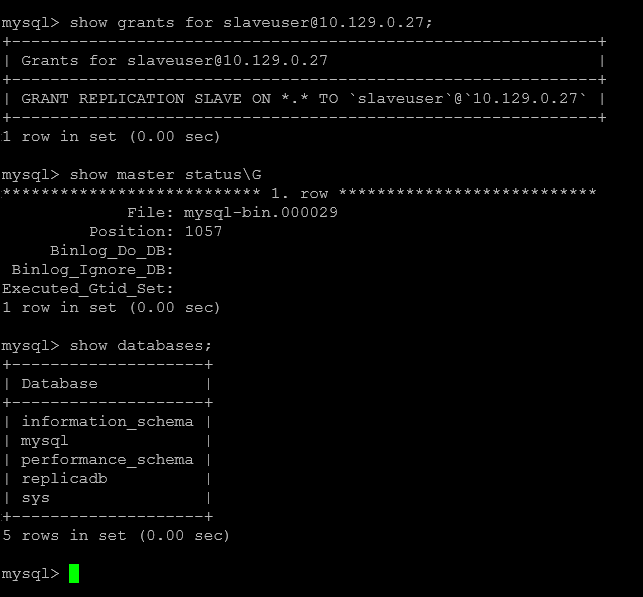 mysql> show grants for slaveuser@10.129.0.27;
+-------------------------------------------------------------+
| Grants for slaveuser@10.129.0.27                            |
+-------------------------------------------------------------+
| GRANT REPLICATION SLAVE ON *.* TO `slaveuser`@`10.129.0.27` |
+-------------------------------------------------------------+
1 row in set (0.00 sec)
mysql> show master status\G
*************************** 1. row ***************************
             File: mysql-bin.000029
         Position: 1057
     Binlog_Do_DB:
 Binlog_Ignore_DB:
Executed_Gtid_Set:
1 row in set (0.00 sec)
mysql> show databases;
+--------------------+
| Database           |
+--------------------+
| information_schema |
| mysql              |
| performance_schema |
| replicadb          |
| sys                |
+--------------------+
5 rows in set (0.00 sec)
mysql>